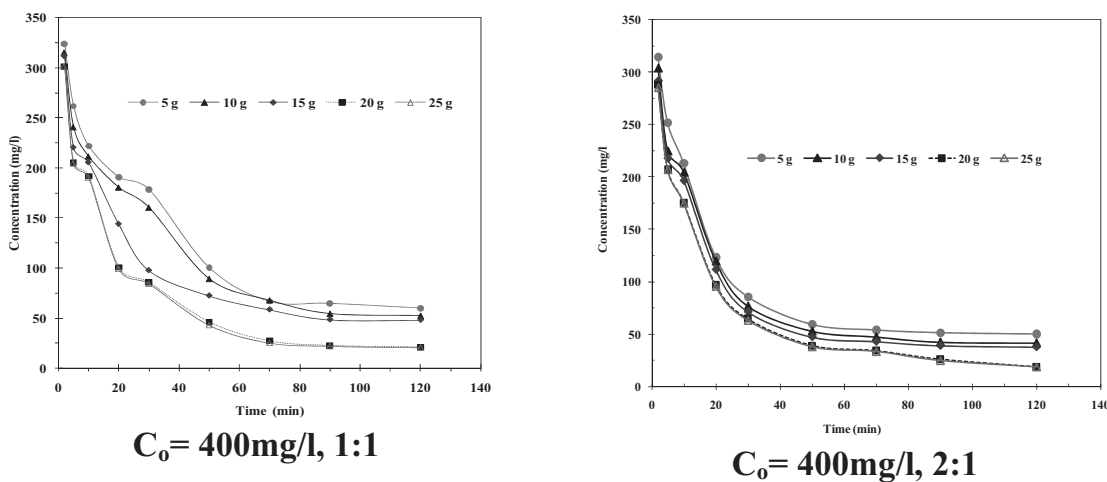 350
300
250
200
150
100
50
0
Concentration (mg/l)
5 g 10 g 15 g 20 g 25 g
0 20 40 60 80 100 120 140
Time (min)
Co= 400mg/l, 1:1
350
300
250
200
150
100
50
0
Concentration (mg/l
5 g 10 g 15 g 20 g 25 g
0 20 40 60 80 100 120 140
Time (min)
Co= 400mg/l, 2:1